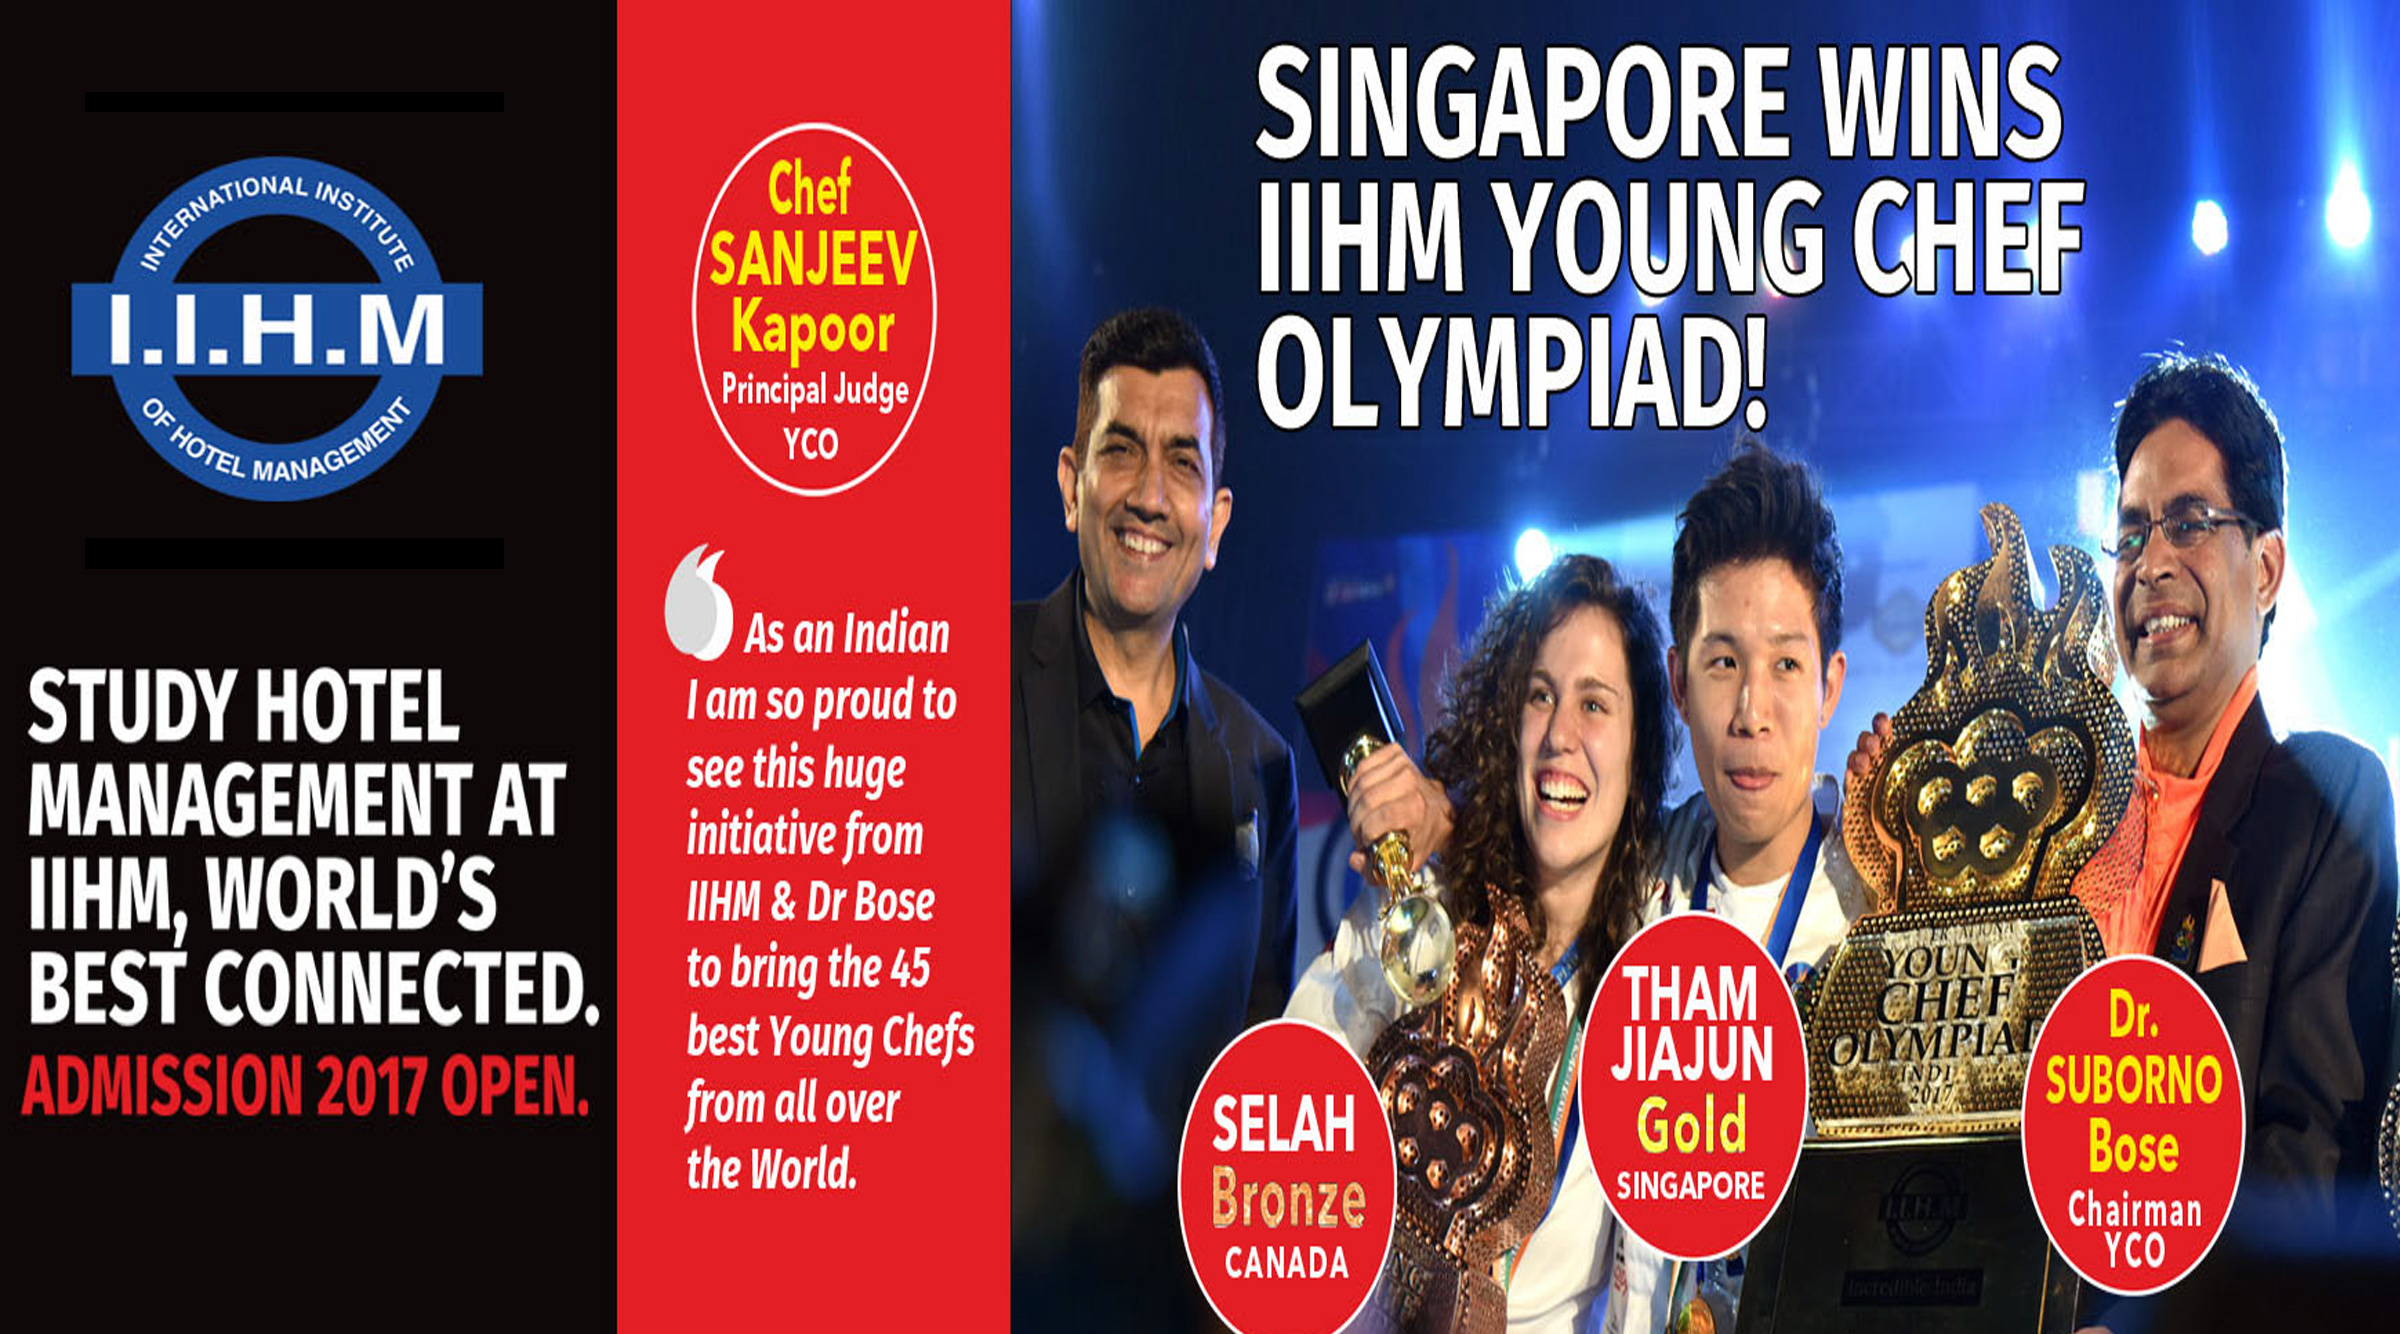 INTERNATIONAL INSTITUTE
I.I.H.M
OF HOTEL MANAGEMENT
STUDY HOTEL
MANAGEMENT AT
IIHM, WORLD'S
BEST CONNECTED.
ADMISSION 2017 OPEN.
Chef
SANJEEV
Kapoor
Principal Judge
YCO
As an Indian
I am so proud to
see this huge
initiative from
IIHM & Dr Bose
to bring the 45
best Young Chefs
from all over
the World.
SINGAPORE WINS
IIHM YOUNG CHEF
OLYMPIAD!
SELAH
Bronze
CANADA
THAM
JIAJUN
Gold
SINGAPORE
YOUNG
CHEF
OLYMPIAD
INDI
2017
I.I.H.M
Incredible India
Dr.
SUBORNO
Bose
Chairman
YCO